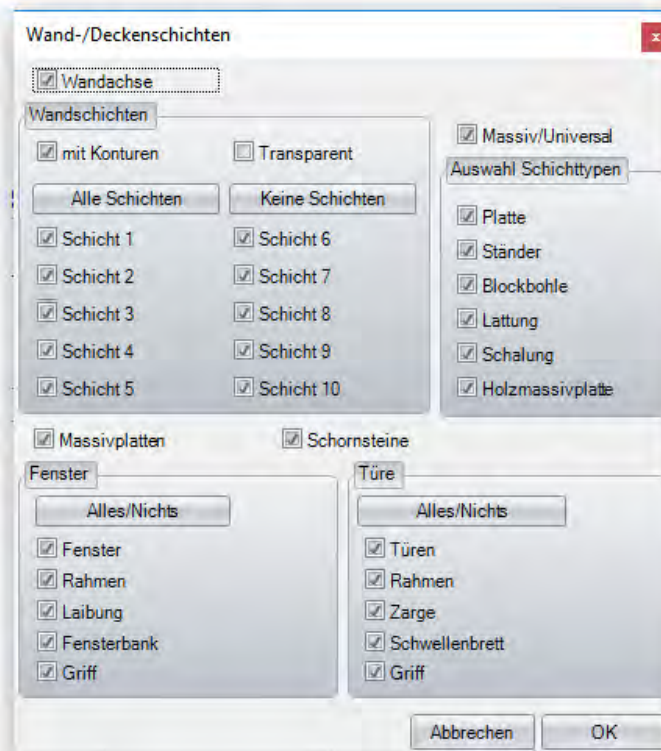 Wand-/Deckenschichten
x
Wandachse
Wandschichten
mit Konturen
Transparent
Alle Schichten
Keine Schichten
Schicht 1
Schicht 6
Schicht 2
Schicht 7
Schicht 3
Schicht 8
Schicht 4
Schicht 9
Schicht 5
Schicht 10
Massiv/Universal
Auswahl Schichttypen
Platte
Ständer
Blockbohle
Lattung
Schalung
Holzmassivplatte
Massivplatten
Schornsteine
Fenster
Alles/Nichts
Fenster
Rahmen
Laibung
Fensterbank
Griff
Türe
Alles/Nichts
Türen
Rahmen
Zarge
Schwellenbrett
Griff
Abbrechen
OK